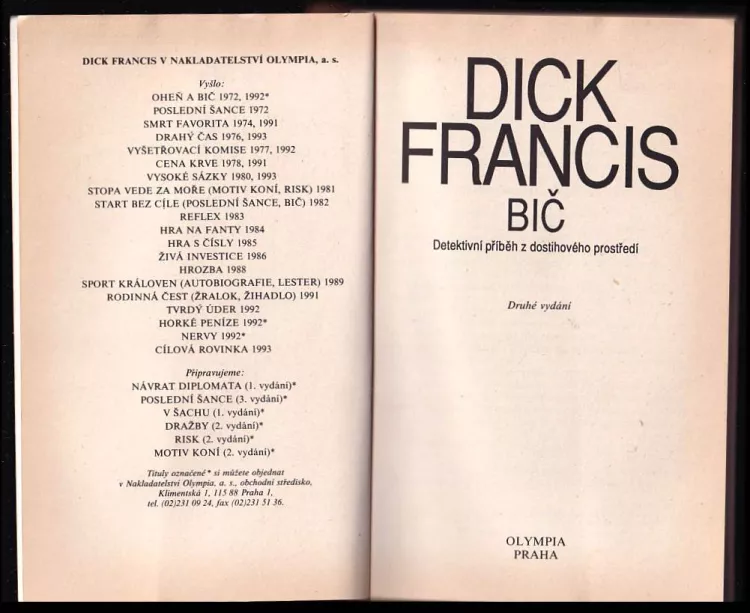 DICK FRANCIS V NAKLADATELSTVÍ OLYMPIA, a. s.
Vyšlo:
OHEŇ A BIČ 1972, 1992*
POSLEDNÍ ŠANCE 1972
SMRT FAVORITA 1974, 1991
DRAHÝ ČAS 1976, 1993
VYŠETŘOVACÍ KOMISE 1977, 1992
CENA KRVE 1978, 1991
VYSOKÉ SÁZKY 1980, 1993
STOPA VEDE ZA MOŘE (MOTIV KONÍ, RISK) 1981
START BEZ CÍLE (POSLEDNÍ ŠANCE, BIČ) 1982
REFLEX 1983
HRA NA FANTY 1984
HRA S ČÍSLY 1985
ŽIVÁ INVESTICE 1986
HROZBA 1988
SPORT KRÁLOVEN (AUTOBIOGRAFIE, LESTER) 1989
RODINNÁ ČEST (ŽRALOK, ŽIHADLO) 1991
TVRDÝ ÚDER 1992
HORKÉ PENÍZE 1992*
NERVY 1992*
CÍLOVÁ ROVINKA 1993
Připravujeme:
NÁVRAT DIPLOMATA (1. vydání)*
POSLEDNÍ ŠANCE (3. vydání)*
V ŠACHU (1. vydání)*
DRAŽBY (2. vydání)*
RISK (2. vydání)*
MOTIV KONÍ (2. vydání)*
Tituly označené* si můžete objednat
v Nakladatelství Olympia, a. s., obchodní středisko,
Klimentská 1, 115 88 Praha 1,
tel. (02)231 09 24, fax (02)231 51 36.
DICK
FRANCIS
BIČ
Detektivní příběh z dostihového prostředí
Druhé vydání
OLYMPIA
PRAHA